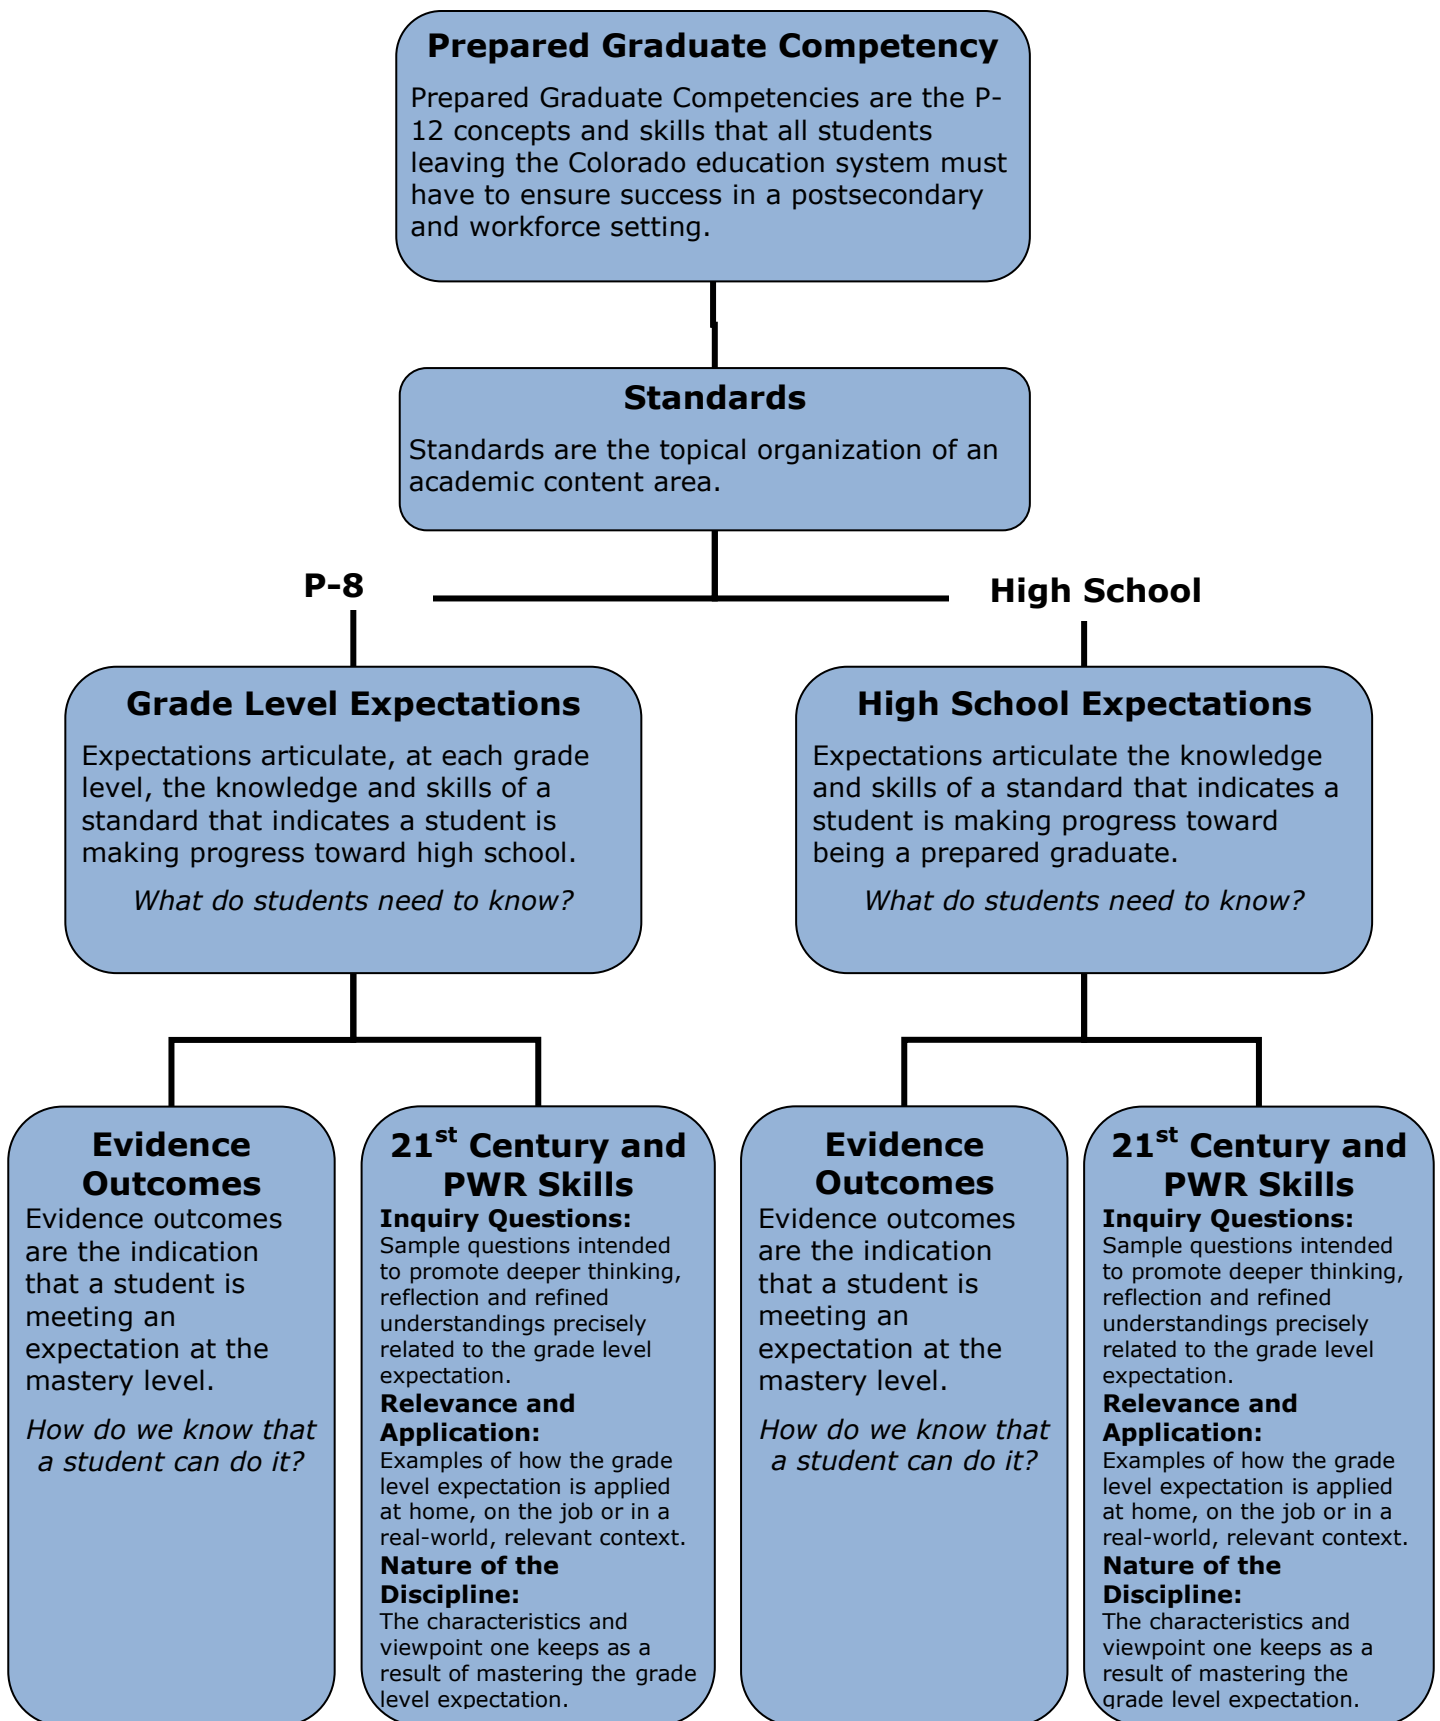 Prepared Graduate Competency
Prepared Graduate Competencies are the P-
12 concepts and skills that all students
leaving the Colorado education system must
have to ensure success in a postsecondary
and workforce setting.
Standards
Standards are the topical organization of an
academic content area.
P-8
High School
Grade Level Expectations
Expectations articulate, at each grade
level, the knowledge and skills of a
standard that indicates a student is
making progress toward high school.
What do students need to know?
High School Expectations
Expectations articulate the knowledge
and skills of a standard that indicates a
student is making progress toward
being a prepared graduate.
What do students need to know?
Evidence
Outcomes
Evidence outcomes
are the indication
that a student is
meeting an
expectation at the
mastery level.
How do we know that
a student can do it?
21st Century and
PWR Skills
Inquiry Questions:
Sample questions intended
to promote deeper thinking,
reflection and refined
understandings precisely
related to the grade level
expectation.
Relevance and
Application:
Examples of how the grade
level expectation is applied
at home, on the job or in a
real-world, relevant context.
Nature of the
Discipline:
The characteristics and
viewpoint one keeps as a
result of mastering the grade
level expectation.
Evidence
Outcomes
Evidence outcomes
are the indication
that a student is
meeting an
expectation at the
mastery level.
How do we know that
a student can do it?
21st Century and
PWR Skills
Inquiry Questions:
Sample questions intended
to promote deeper thinking,
reflection and refined
understandings precisely
related to the grade level
expectation.
Relevance and
Application:
Examples of how the grade
level expectation is applied
at home, on the job or in a
real-world, relevant context.
Nature of the
Discipline:
The characteristics and
viewpoint one keeps as a
result of mastering the
grade level expectation.